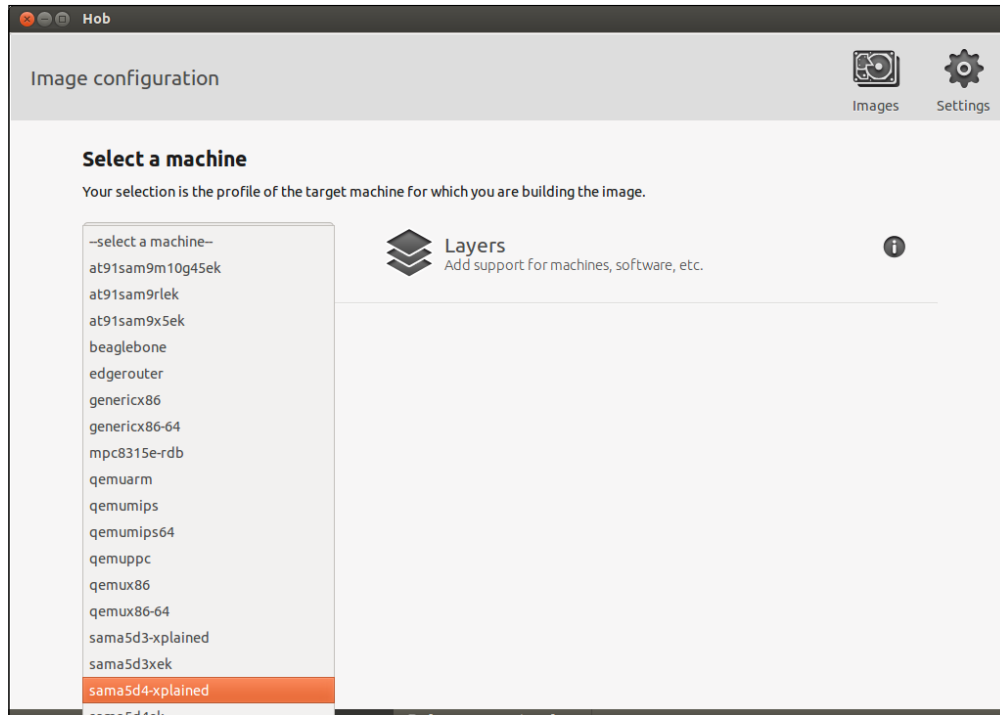 Hob
Image configuration
Images
Settings
Select a machine
Your selection is the profile of the target machine for which you are building the image.
--select a machine--
at91sam9m10g45ek
at91sam9rlek
at91sam9x5ek
beaglebone
edgerouter
genericx86
genericx86-64
mpc8315e-rdb
qemuarm
qemumips
qemumips64
qemuppc
qemux86
qemux86-64
sama5d3-xplained
sama5d3xek
sama5d4-xplained
Layers
Add support for machines, software, etc.